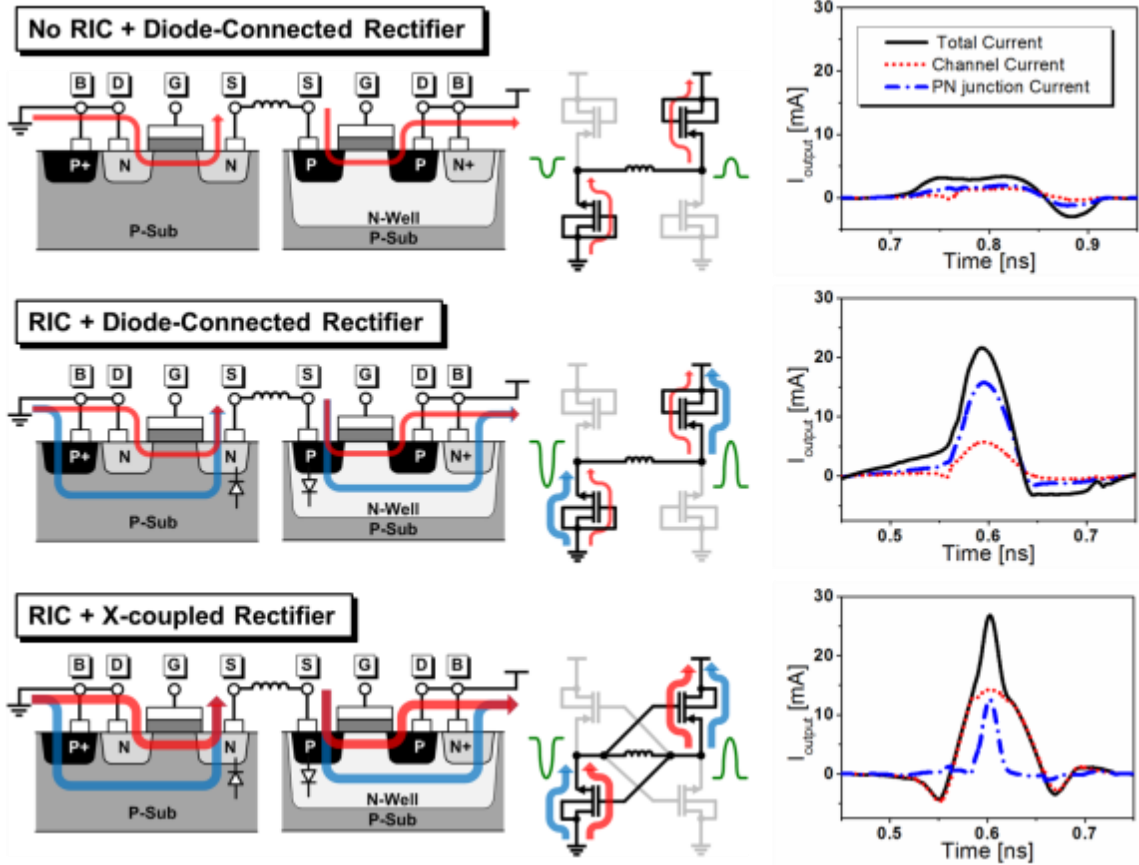 No RIC + Diode-Connected Rectifier
B D G S S G D B
P+ N N P P N+
N-Well
P-Sub P-Sub
30
20
10
0
I_output [mA]
Total Current
Channel Current
PN junction Current
0.7 0.8 0.9
Time [ns]
RIC + Diode-Connected Rectifier
B D G S S G D B
P+ N N P P N+
N-Well
P-Sub P-Sub
30
20
10
0
I_output [mA]
0.5 0.6 0.7
Time [ns]
RIC + X-coupled Rectifier
B D G S S G D B
P+ N N P P N+
N-Well
P-Sub P-Sub
30
20
10
0
I_output [mA]
0.5 0.6 0.7
Time [ns]